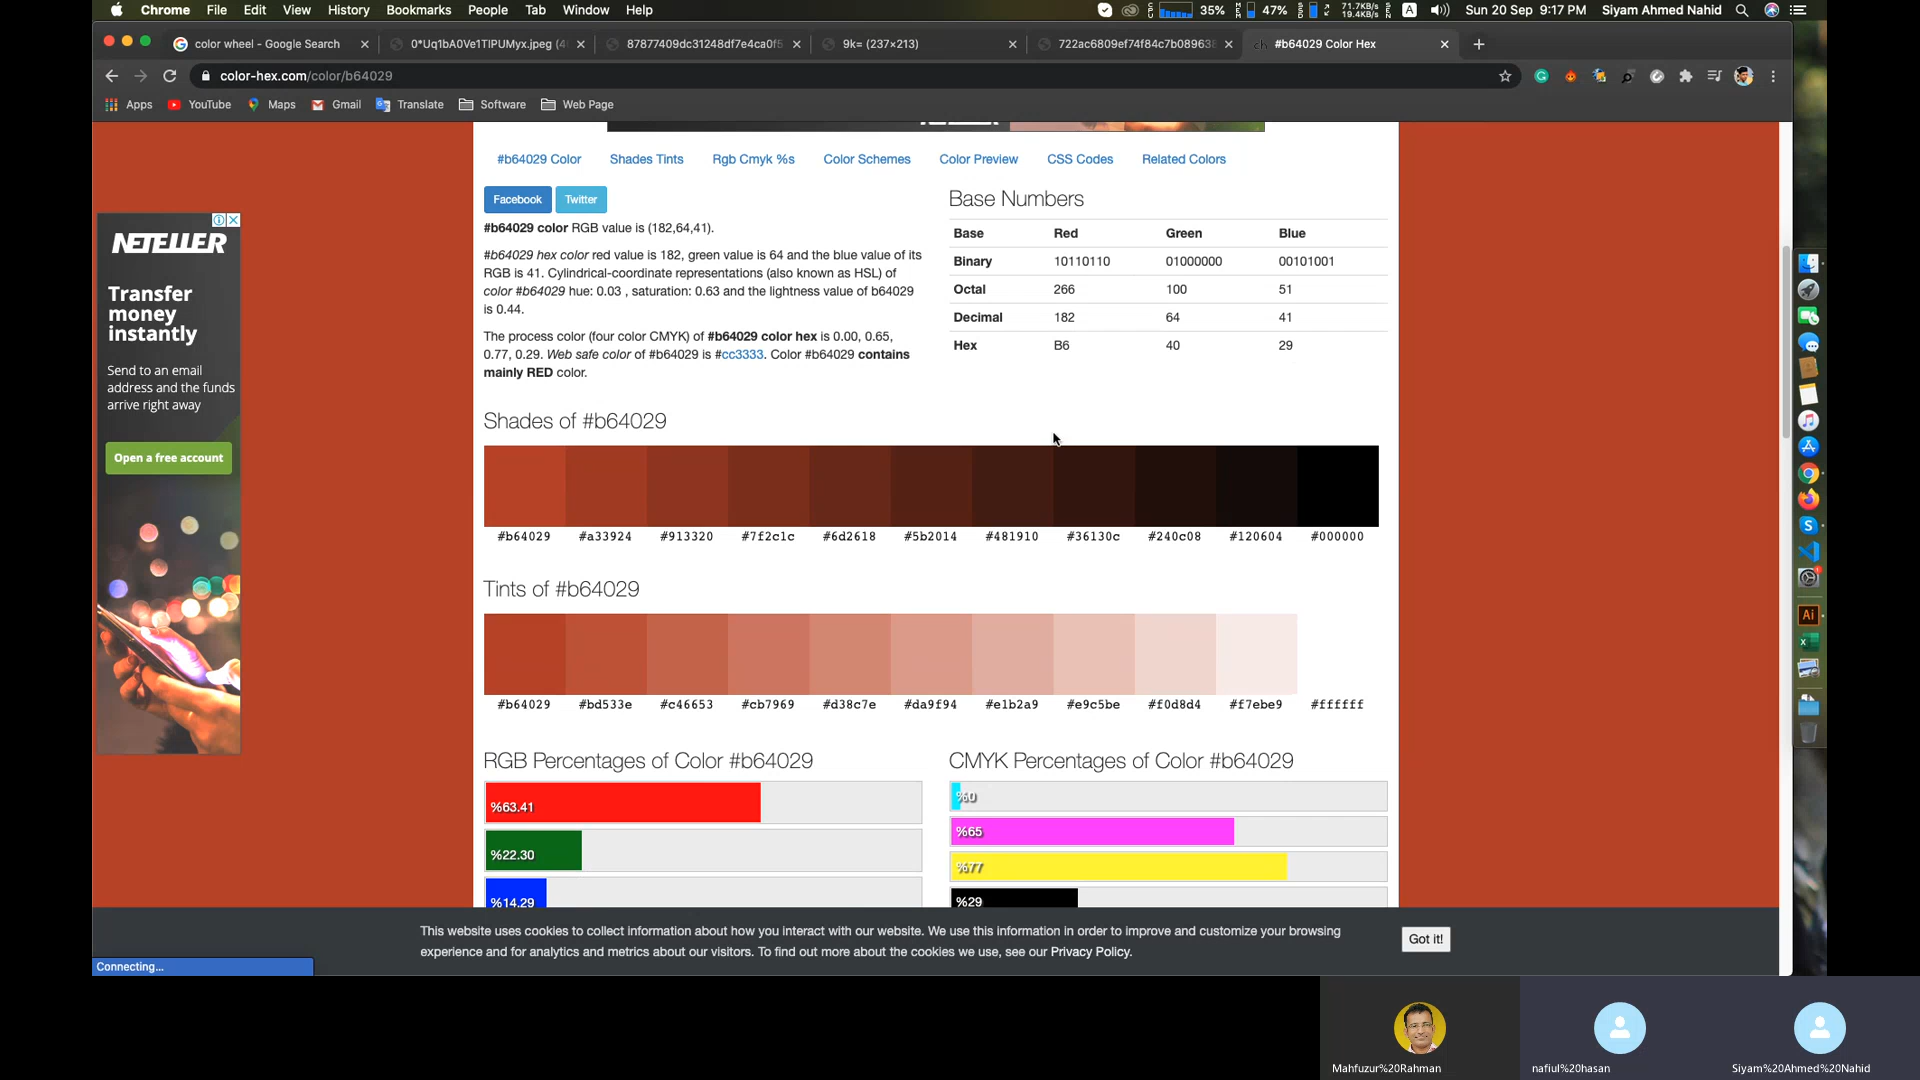 Chrome File Edit View History Bookmarks People Tab Window Help
35% 47% 71.7KB/s 19.4KB/s A Sun 20 Sep 9:17 PM Siyam Ahmed Nahid
color wheel - Google Search
0*Uq1bA0Ve1TIPUMyx.jpeg (4
87877409dc31248df7e4ca0f5
9k= (237×213)
722ac6809ef74f84c7b08963
#b64029 Color Hex
color-hex.com/color/b64029
Apps YouTube Maps Gmail Translate Software Web Page
NETELLER
#b64029 Color Shades Tints Rgb Cmyk %s Color Schemes Color Preview CSS Codes Related Colors
Facebook Twitter
#b64029 color RGB value is (182,64,41).
#b64029 hex color red value is 182, green value is 64 and the blue value of its
RGB is 41. Cylindrical-coordinate representations (also known as HSL) of
color #b64029 hue: 0.03 , saturation: 0.63 and the lightness value of b64029
is 0.44.
The process color (four color CMYK) of #b64029 color hex is 0.00, 0.65,
0.77, 0.29. Web safe color of #b64029 is #cc3333. Color #b64029 contains
mainly RED color.
Base Numbers
Base Red Green Blue
Binary 10110110 01000000 00101001
Octal 266 100 51
Decimal 182 64 41
Hex B6 40 29
NETELLER
Transfer
money
instantly
Send to an email
address and the funds
arrive right away
Open a free account
Shades of #b64029
#b64029 #a33924 #913320 #7f2c1c #6d2618 #5b2014 #481910 #36130c #240c08 #120604 #000000
Tints of #b64029
#b64029 #bd533e #c46653 #cb7969 #d38c7e #da9f94 #e1b2a9 #e9c5be #f0d8d4 #f7ebe9 #ffffff
RGB Percentages of Color #b64029
%63.41
%22.30
%14.29
CMYK Percentages of Color #b64029
%0
%65
%77
%29
This website uses cookies to collect information about how you interact with our website. We use this information in order to improve and customize your browsing
experience and for analytics and metrics about our visitors. To find out more about the cookies we use, see our Privacy Policy.
Got it!
Connecting...
Ai
Mahfuzur%20Rahman
nafiul%20hasan
Siyam%20Ahmed%20Nahid